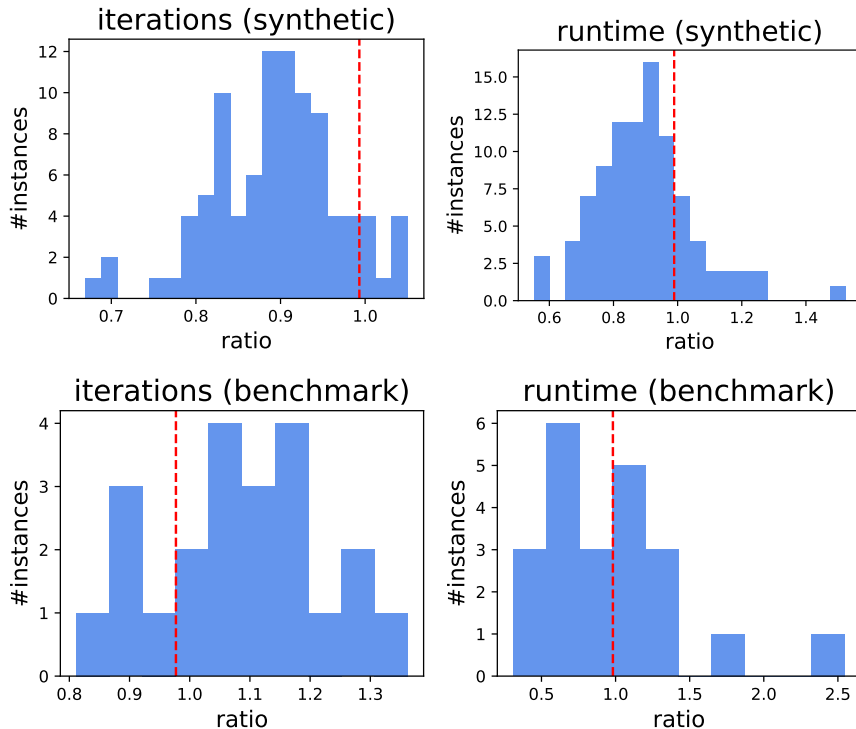 iterations (synthetic)
#instances
12
10
8
6
4
2
0
0.7 0.8 0.9 1.0
ratio
runtime (synthetic)
#instances
15.0
12.5
10.0
7.5
5.0
2.5
0.0
0.6 0.8 1.0 1.2 1.4
ratio
iterations (benchmark)
#instances
4
3
2
1
0
0.8 0.9 1.0 1.1 1.2 1.3
ratio
runtime (benchmark)
#instances
6
5
4
3
2
1
0
0.5 1.0 1.5 2.0 2.5
ratio